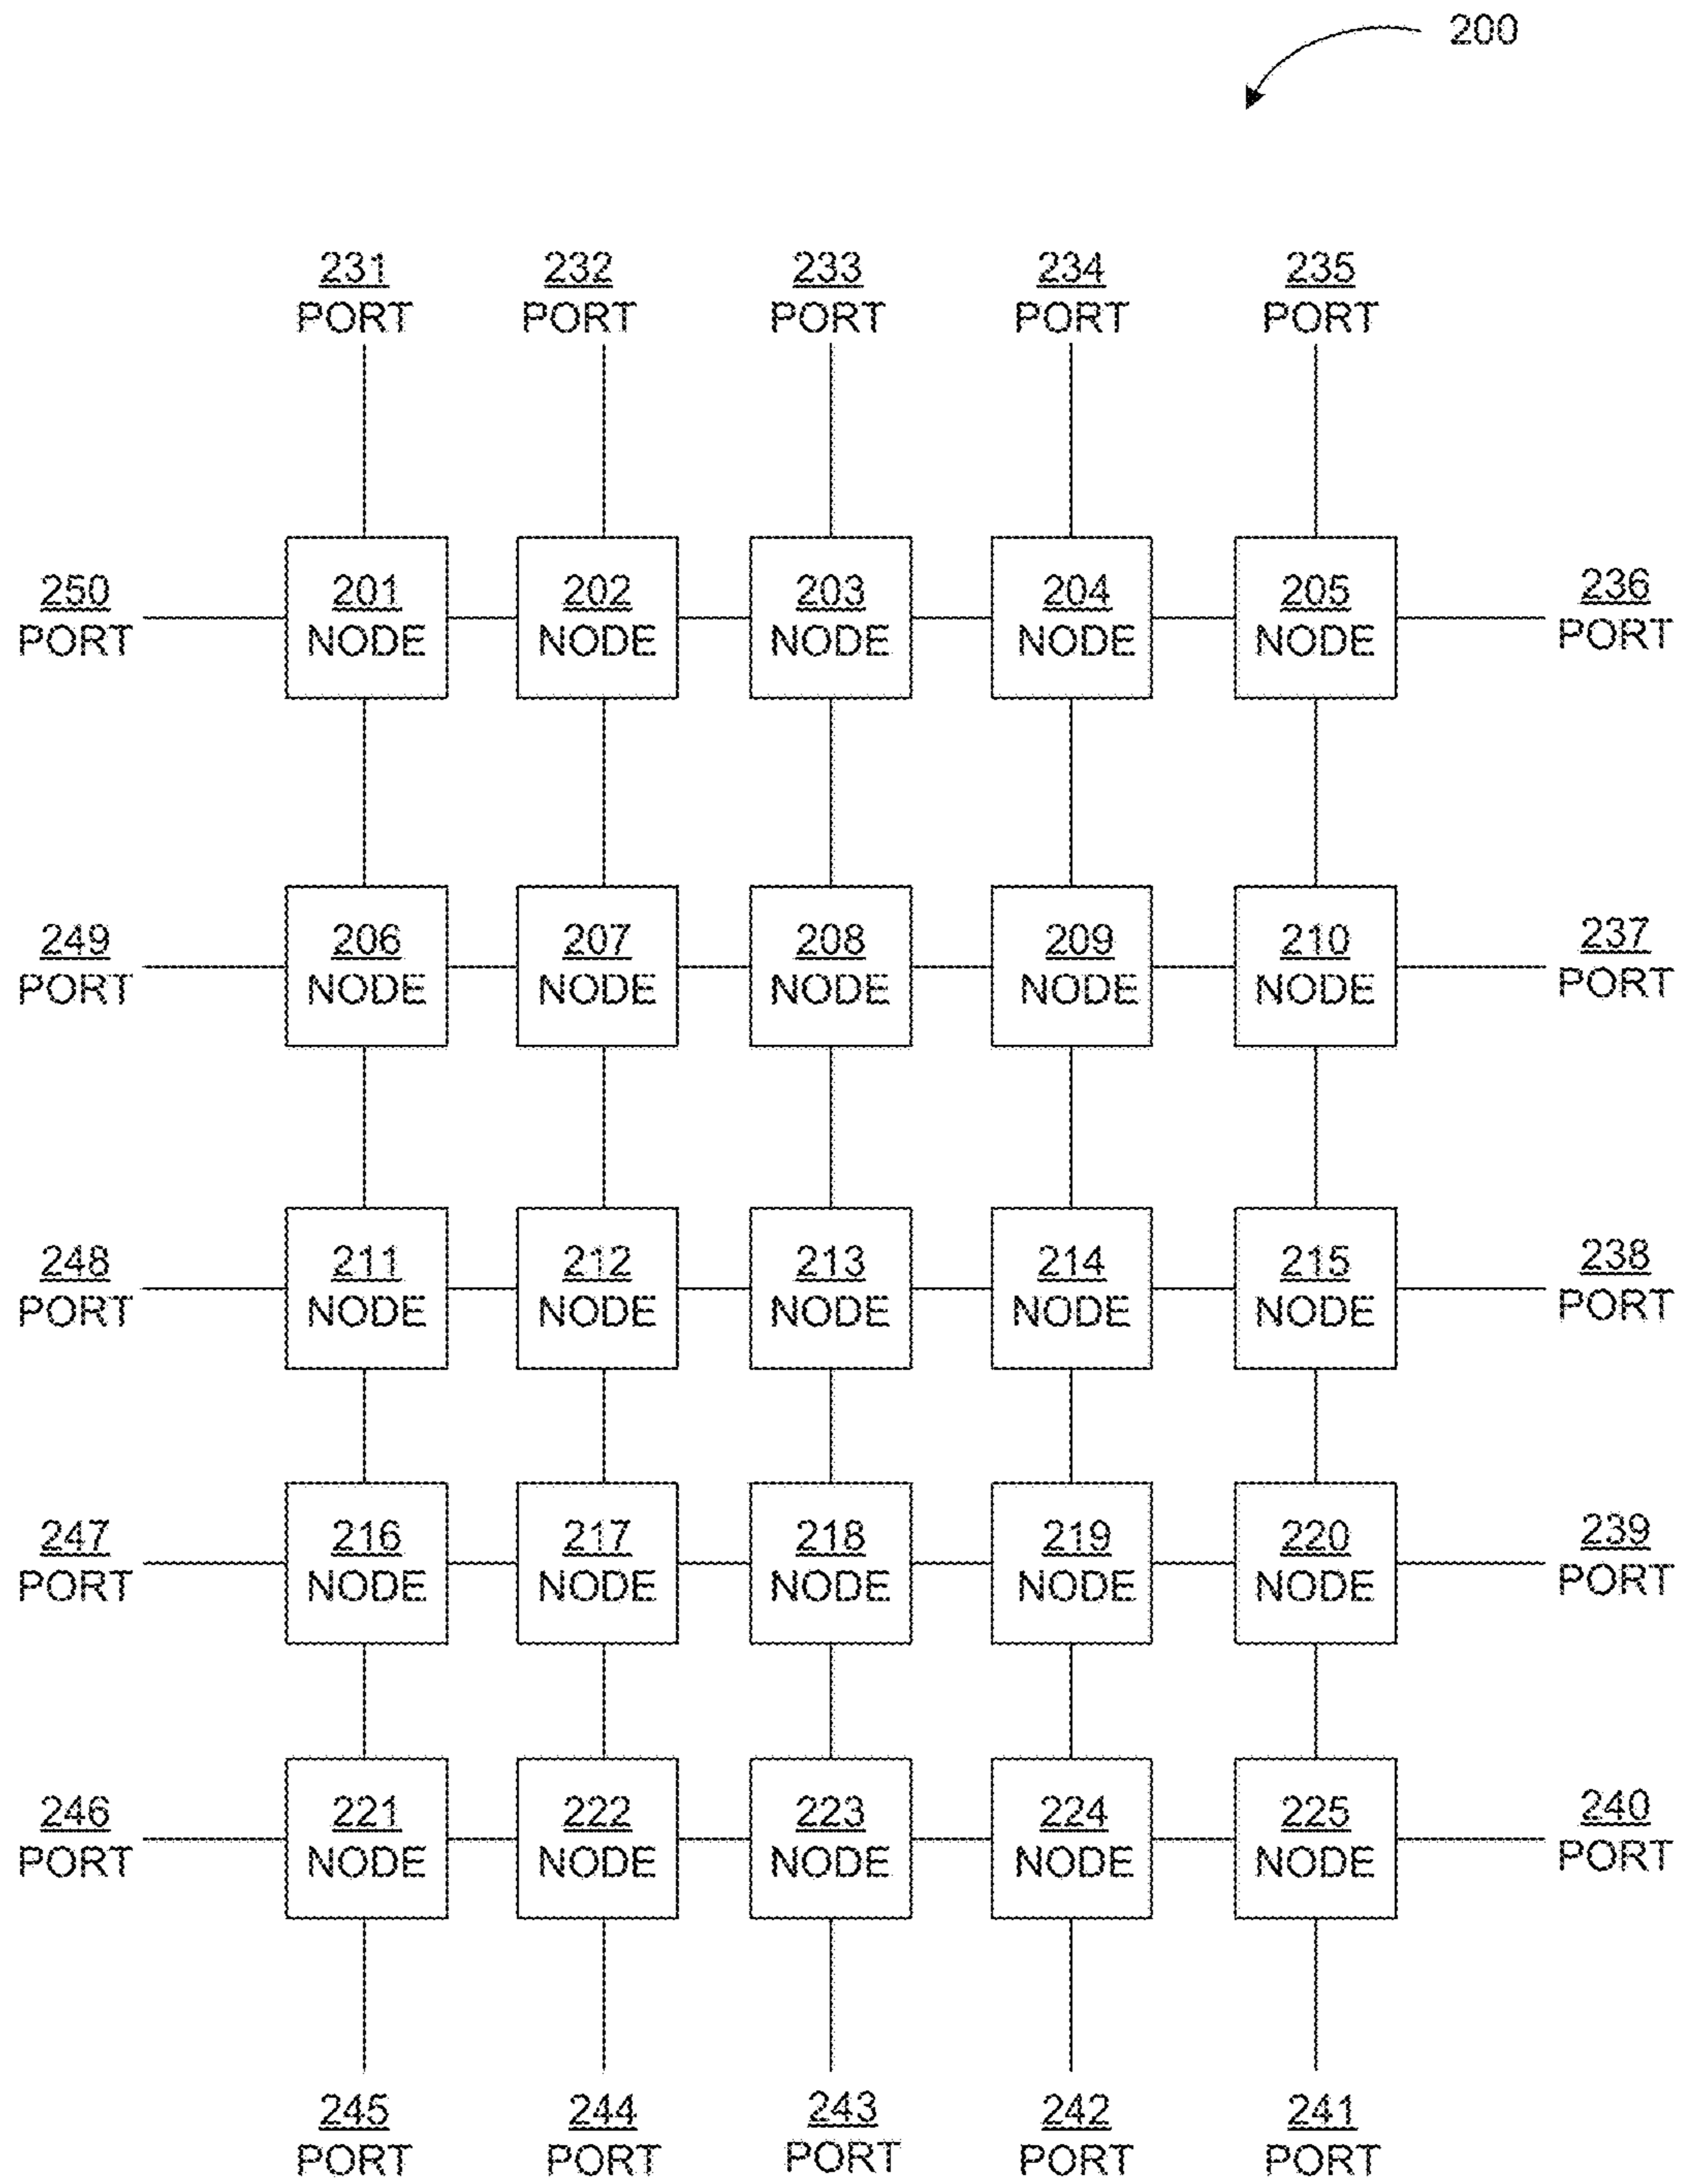 200
231 232 233 234 235
PORT PORT PORT PORT PORT
250 201 202 203 204 205 236
PORT NODE NODE NODE NODE NODE PORT
249 206 207 208 209 210 237
PORT NODE NODE NODE NODE NODE PORT
248 211 212 213 214 215 238
PORT NODE NODE NODE NODE NODE PORT
247 216 217 218 219 220 239
PORT NODE NODE NODE NODE NODE PORT
246 221 222 223 224 225 240
PORT NODE NODE NODE NODE NODE PORT
245 244 243 242 241
PORT PORT PORT PORT PORT